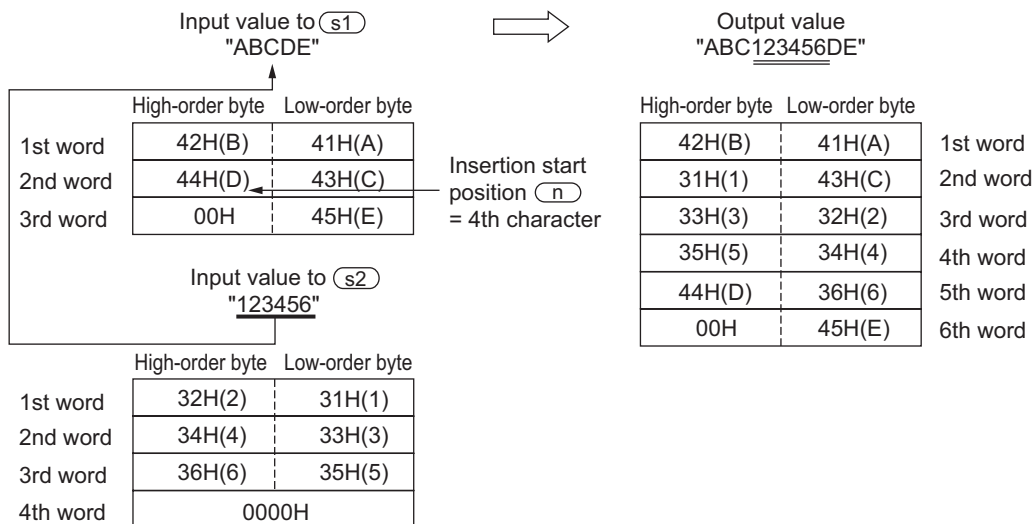 Input value to s1
"ABCDE"
High-order byte Low-order byte
1st word 42H(B) 41H(A)
2nd word 44H(D) 43H(C)
3rd word 00H 45H(E)
Insertion start
position n
= 4th character
Input value to s2
"123456"
High-order byte Low-order byte
1st word 32H(2) 31H(1)
2nd word 34H(4) 33H(3)
3rd word 36H(6) 35H(5)
4th word 0000H
Output value
"ABC123456DE"
High-order byte Low-order byte
42H(B) 41H(A) 1st word
31H(1) 43H(C) 2nd word
33H(3) 32H(2) 3rd word
35H(5) 34H(4) 4th word
44H(D) 36H(6) 5th word
00H 45H(E) 6th word